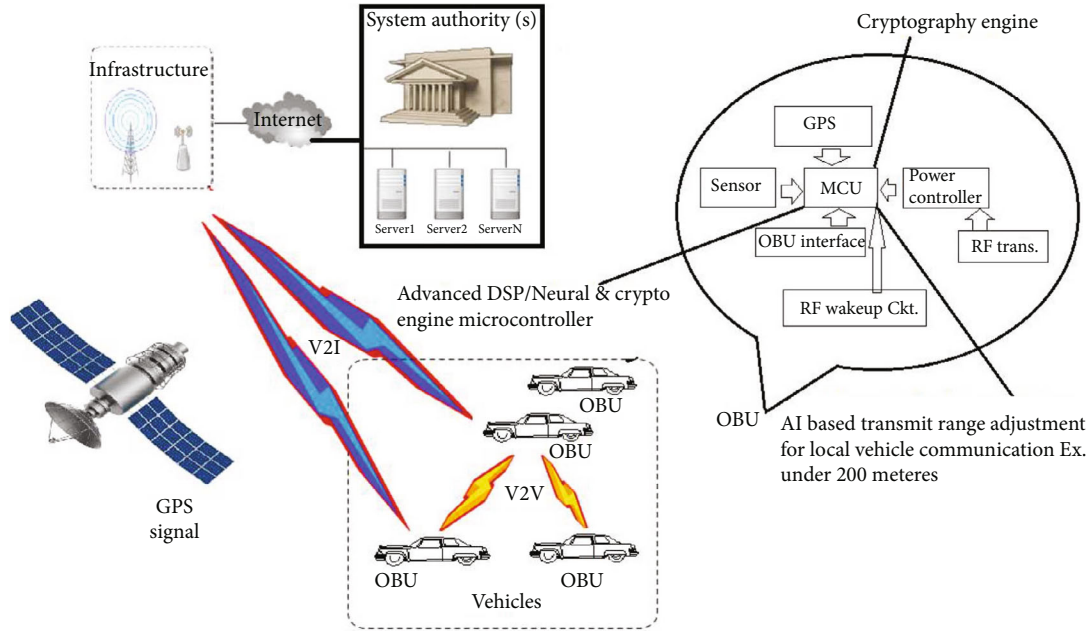 System authority (s)
Infrastructure
Internet
Server1
Server2
ServerN
V2I
GPS
signal
OBU
OBU
V2V
OBU
OBU
Vehicles
Cryptography engine
GPS
Sensor
MCU
Power
controller
OBU interface
RF trans.
RF wakeup Ckt.
Advanced DSP/Neural & crypto
engine microcontroller
OBU
AI based transmit range adjustment
for local vehicle communication Ex.
under 200 meteres